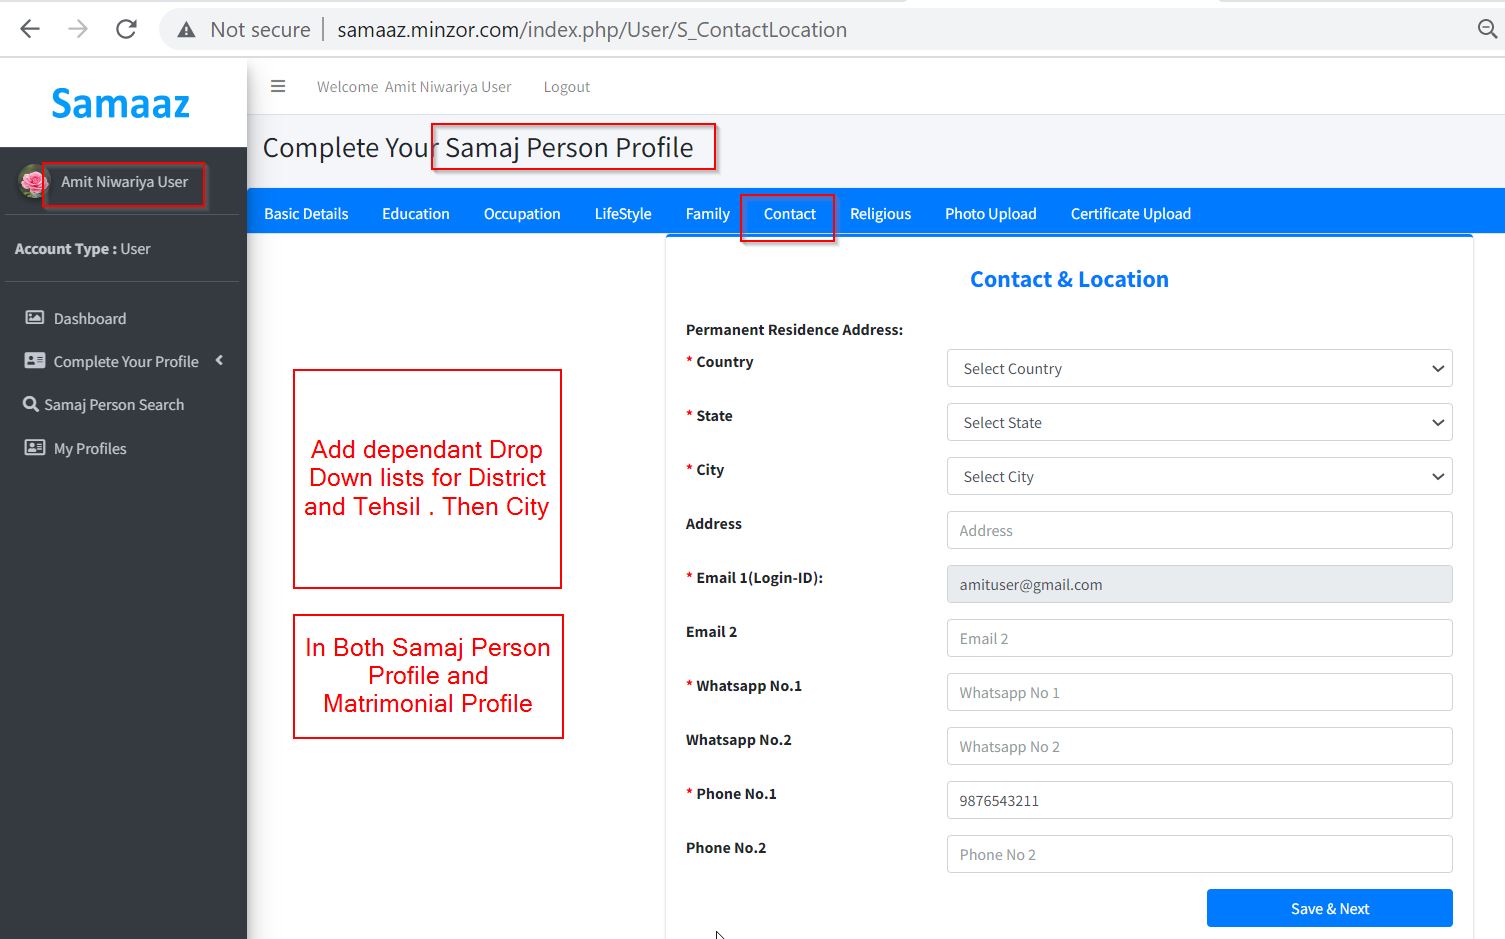 Not secure | samaaz.minzor.com/index.php/User/S_ContactLocation
Samaaz
Welcome Amit Niwariya User
Logout
Complete Your Samaj Person Profile
Amit Niwariya User
Account Type : User
Dashboard
Complete Your Profile
Samaj Person Search
My Profiles
Basic Details
Education
Occupation
LifeStyle
Family
Contact
Religious
Photo Upload
Certificate Upload
Add dependant Drop
Down lists for District
and Tehsil . Then City
In Both Samaj Person
Profile and
Matrimonial Profile
Contact & Location
Permanent Residence Address:
* Country
Select Country
* State
Select State
* City
Select City
Address
Address
* Email 1(Login-ID):
amituser@gmail.com
Email 2
Email 2
* Whatsapp No.1
Whatsapp No 1
Whatsapp No.2
Whatsapp No 2
* Phone No.1
9876543211
Phone No.2
Phone No 2
Save & Next